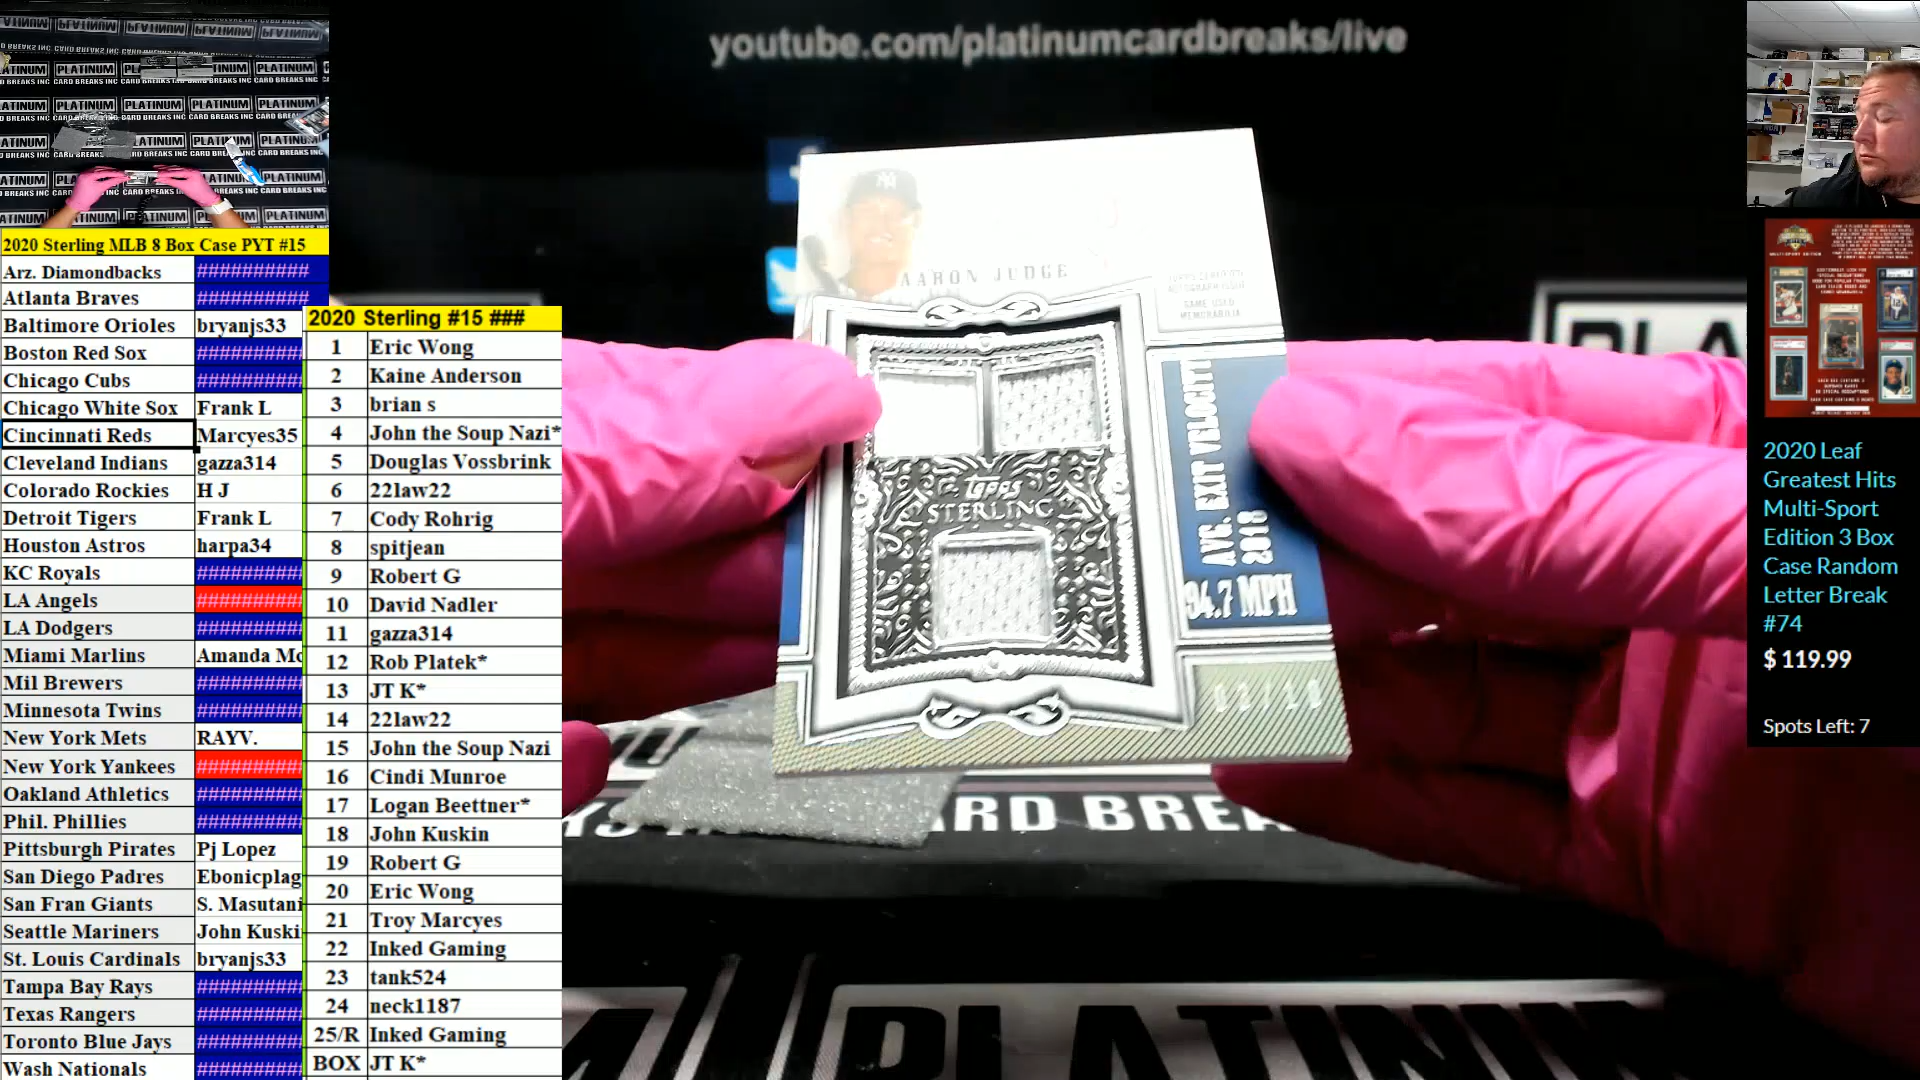 youtube.com/platinumcardbreaks/live
2020 Sterling MLB 8 Box Case PYT #15
Arz. Diamondbacks ##########
Atlanta Braves ##########
Baltimore Orioles bryanjs33
Boston Red Sox
Chicago Cubs
Chicago White Sox Frank L
Cincinnati Reds Marcyes35
Cleveland Indians gazza314
Colorado Rockies H J
Detroit Tigers Frank L
Houston Astros harpa34
KC Royals
LA Angels
LA Dodgers
Miami Marlins Amanda Mc
Mil Brewers
Minnesota Twins
New York Mets RAYV.
New York Yankees
Oakland Athletics
Phil. Phillies
Pittsburgh Pirates Pj Lopez
San Diego Padres Ebonicplag
San Fran Giants S. Masutani
Seattle Mariners John Kuski
St. Louis Cardinals bryanjs33
Tampa Bay Rays
Texas Rangers
Toronto Blue Jays
Wash Nationals
2020 Sterling #15 ###
1 Eric Wong
2 Kaine Anderson
3 brian s
4 John the Soup Nazi*
5 Douglas Vossbrink
6 22law22
7 Cody Rohrig
8 spitjean
9 Robert G
10 David Nadler
11 gazza314
12 Rob Platek*
13 JT K*
14 22law22
15 John the Soup Nazi
16 Cindi Munroe
17 Logan Beettner*
18 John Kuskin
19 Robert G
20 Eric Wong
21 Troy Marcyes
22 Inked Gaming
23 tank524
24 neck1187
25/R Inked Gaming
BOX JT K*
AARON JUDGE
GAME USED
MEMORABILIA
Topps
STERLING
AVG. EXIT VELOCITY
2018
94.7 MPH
02/10
PLA
ARD BREA
PLATINUM
2020 Leaf
Greatest Hits
Multi-Sport
Edition 3 Box
Case Random
Letter Break
#74
$ 119.99
Spots Left: 7